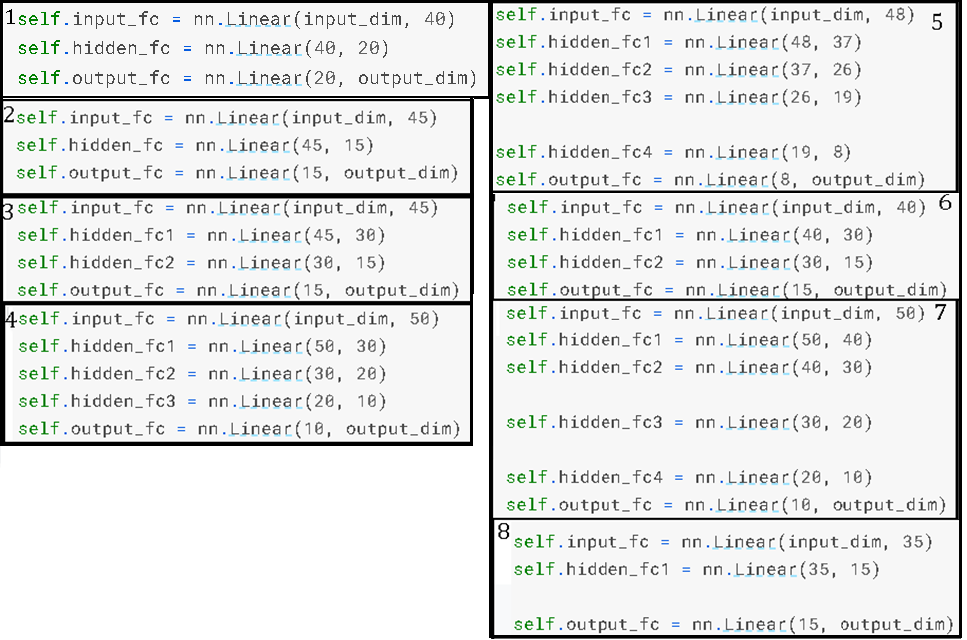 1
self.input_fc = nn.Linear(input_dim, 40)
self.hidden_fc = nn.Linear(40, 20)
self.output_fc = nn.Linear(20, output_dim)
2
self.input_fc = nn.Linear(input_dim, 45)
self.hidden_fc = nn.Linear(45, 15)
self.output_fc = nn.Linear(15, output_dim)
3
self.input_fc = nn.Linear(input_dim, 45)
self.hidden_fc1 = nn.Linear(45, 30)
self.hidden_fc2 = nn.Linear(30, 15)
self.output_fc = nn.Linear(15, output_dim)
4
self.input_fc = nn.Linear(input_dim, 50)
self.hidden_fc1 = nn.Linear(50, 30)
self.hidden_fc2 = nn.Linear(30, 20)
self.hidden_fc3 = nn.Linear(20, 10)
self.output_fc = nn.Linear(10, output_dim)
5
self.input_fc = nn.Linear(input_dim, 48)
self.hidden_fc1 = nn.Linear(48, 37)
self.hidden_fc2 = nn.Linear(37, 26)
self.hidden_fc3 = nn.Linear(26, 19)
self.hidden_fc4 = nn.Linear(19, 8)
self.output_fc = nn.Linear(8, output_dim)
6
self.input_fc = nn.Linear(input_dim, 40)
self.hidden_fc1 = nn.Linear(40, 30)
self.hidden_fc2 = nn.Linear(30, 15)
self.output_fc = nn.Linear(15, output_dim)
7
self.input_fc = nn.Linear(input_dim, 50)
self.hidden_fc1 = nn.Linear(50, 40)
self.hidden_fc2 = nn.Linear(40, 30)
self.hidden_fc3 = nn.Linear(30, 20)
self.hidden_fc4 = nn.Linear(20, 10)
self.output_fc = nn.Linear(10, output_dim)
8
self.input_fc = nn.Linear(input_dim, 35)
self.hidden_fc1 = nn.Linear(35, 15)
self.output_fc = nn.Linear(15, output_dim)